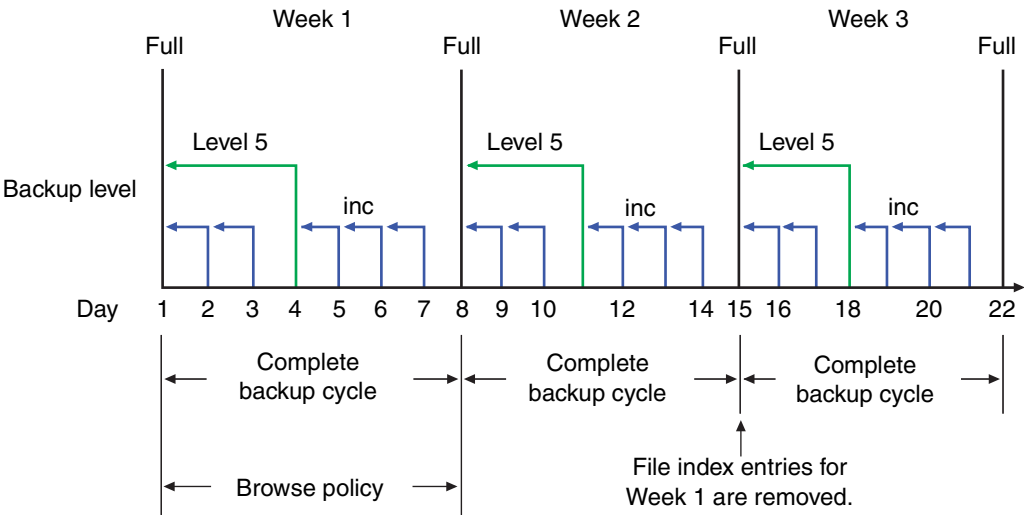 Week 1 Week 2 Week 3
Full Full Full Full
Level 5 Level 5 Level 5
Backup level
inc inc inc
Day 1 2 3 4 5 6 7 8 9 10 12 14 15 16 18 20 22
Complete
backup cycle
Complete
backup cycle
Complete
backup cycle
Browse policy
File index entries for
Week 1 are removed.